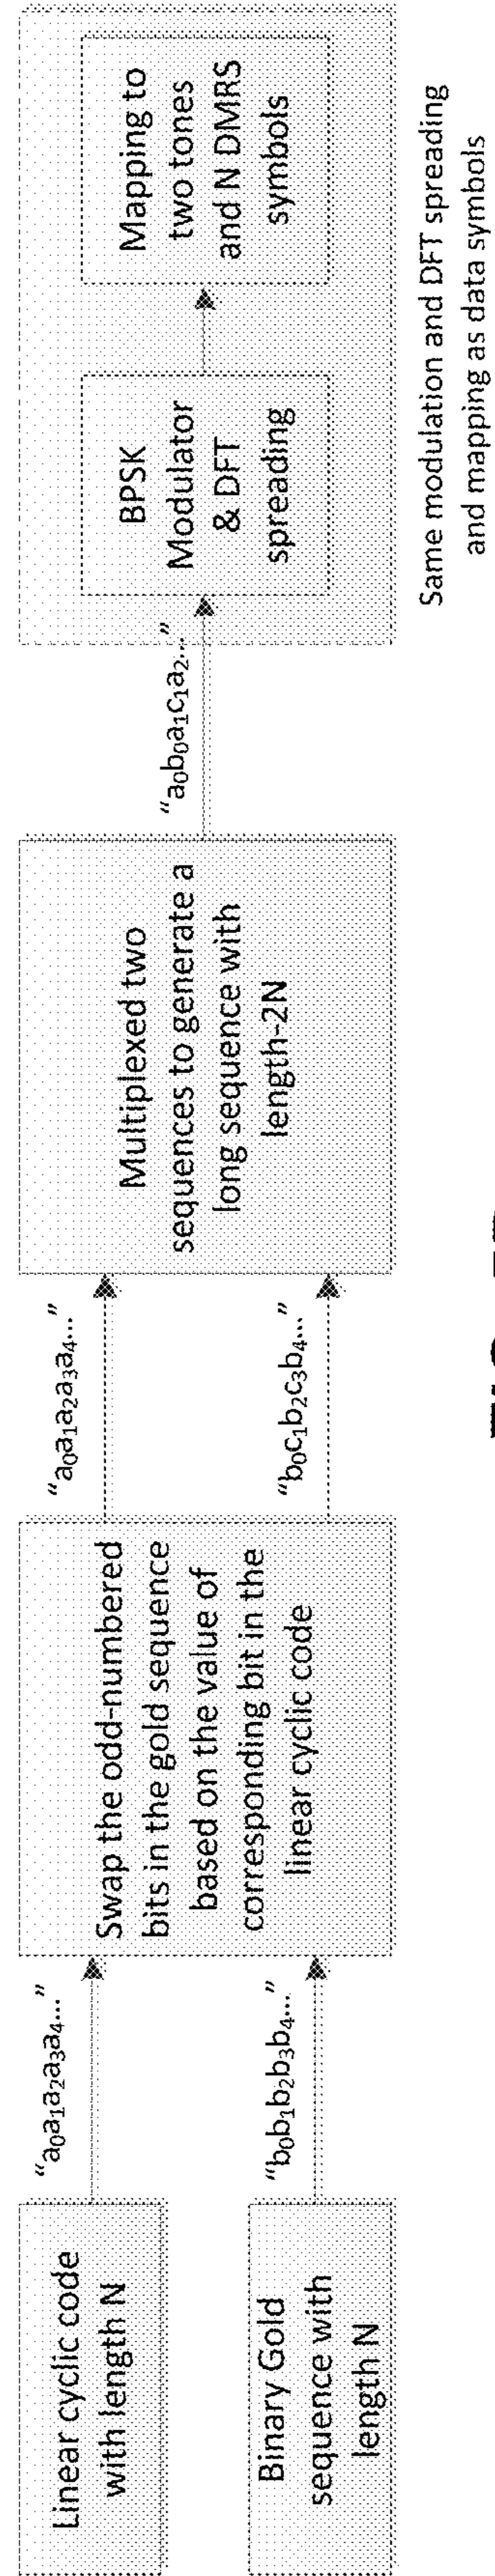 Linear cyclic code
with length N
Binary Gold
sequence with
length N
“a₀a₁a₂a₃a₄…”
“b₀b₁b₂b₃b₄…”
Swap the odd-numbered
bits in the gold sequence
based on the value of
corresponding bit in the
linear cyclic code
“a₀a₁a₂a₃a₄…”
“b₀c₁b₂c₃b₄…”
Multiplexed two
sequences to generate a
long sequence with
length-2N
“a₀b₀a₁c₁a₂…”
BPSK
Modulator
& DFT
spreading
Mapping to
two tones
and N DMRS
symbols
Same modulation and DFT spreading
and mapping as data symbols